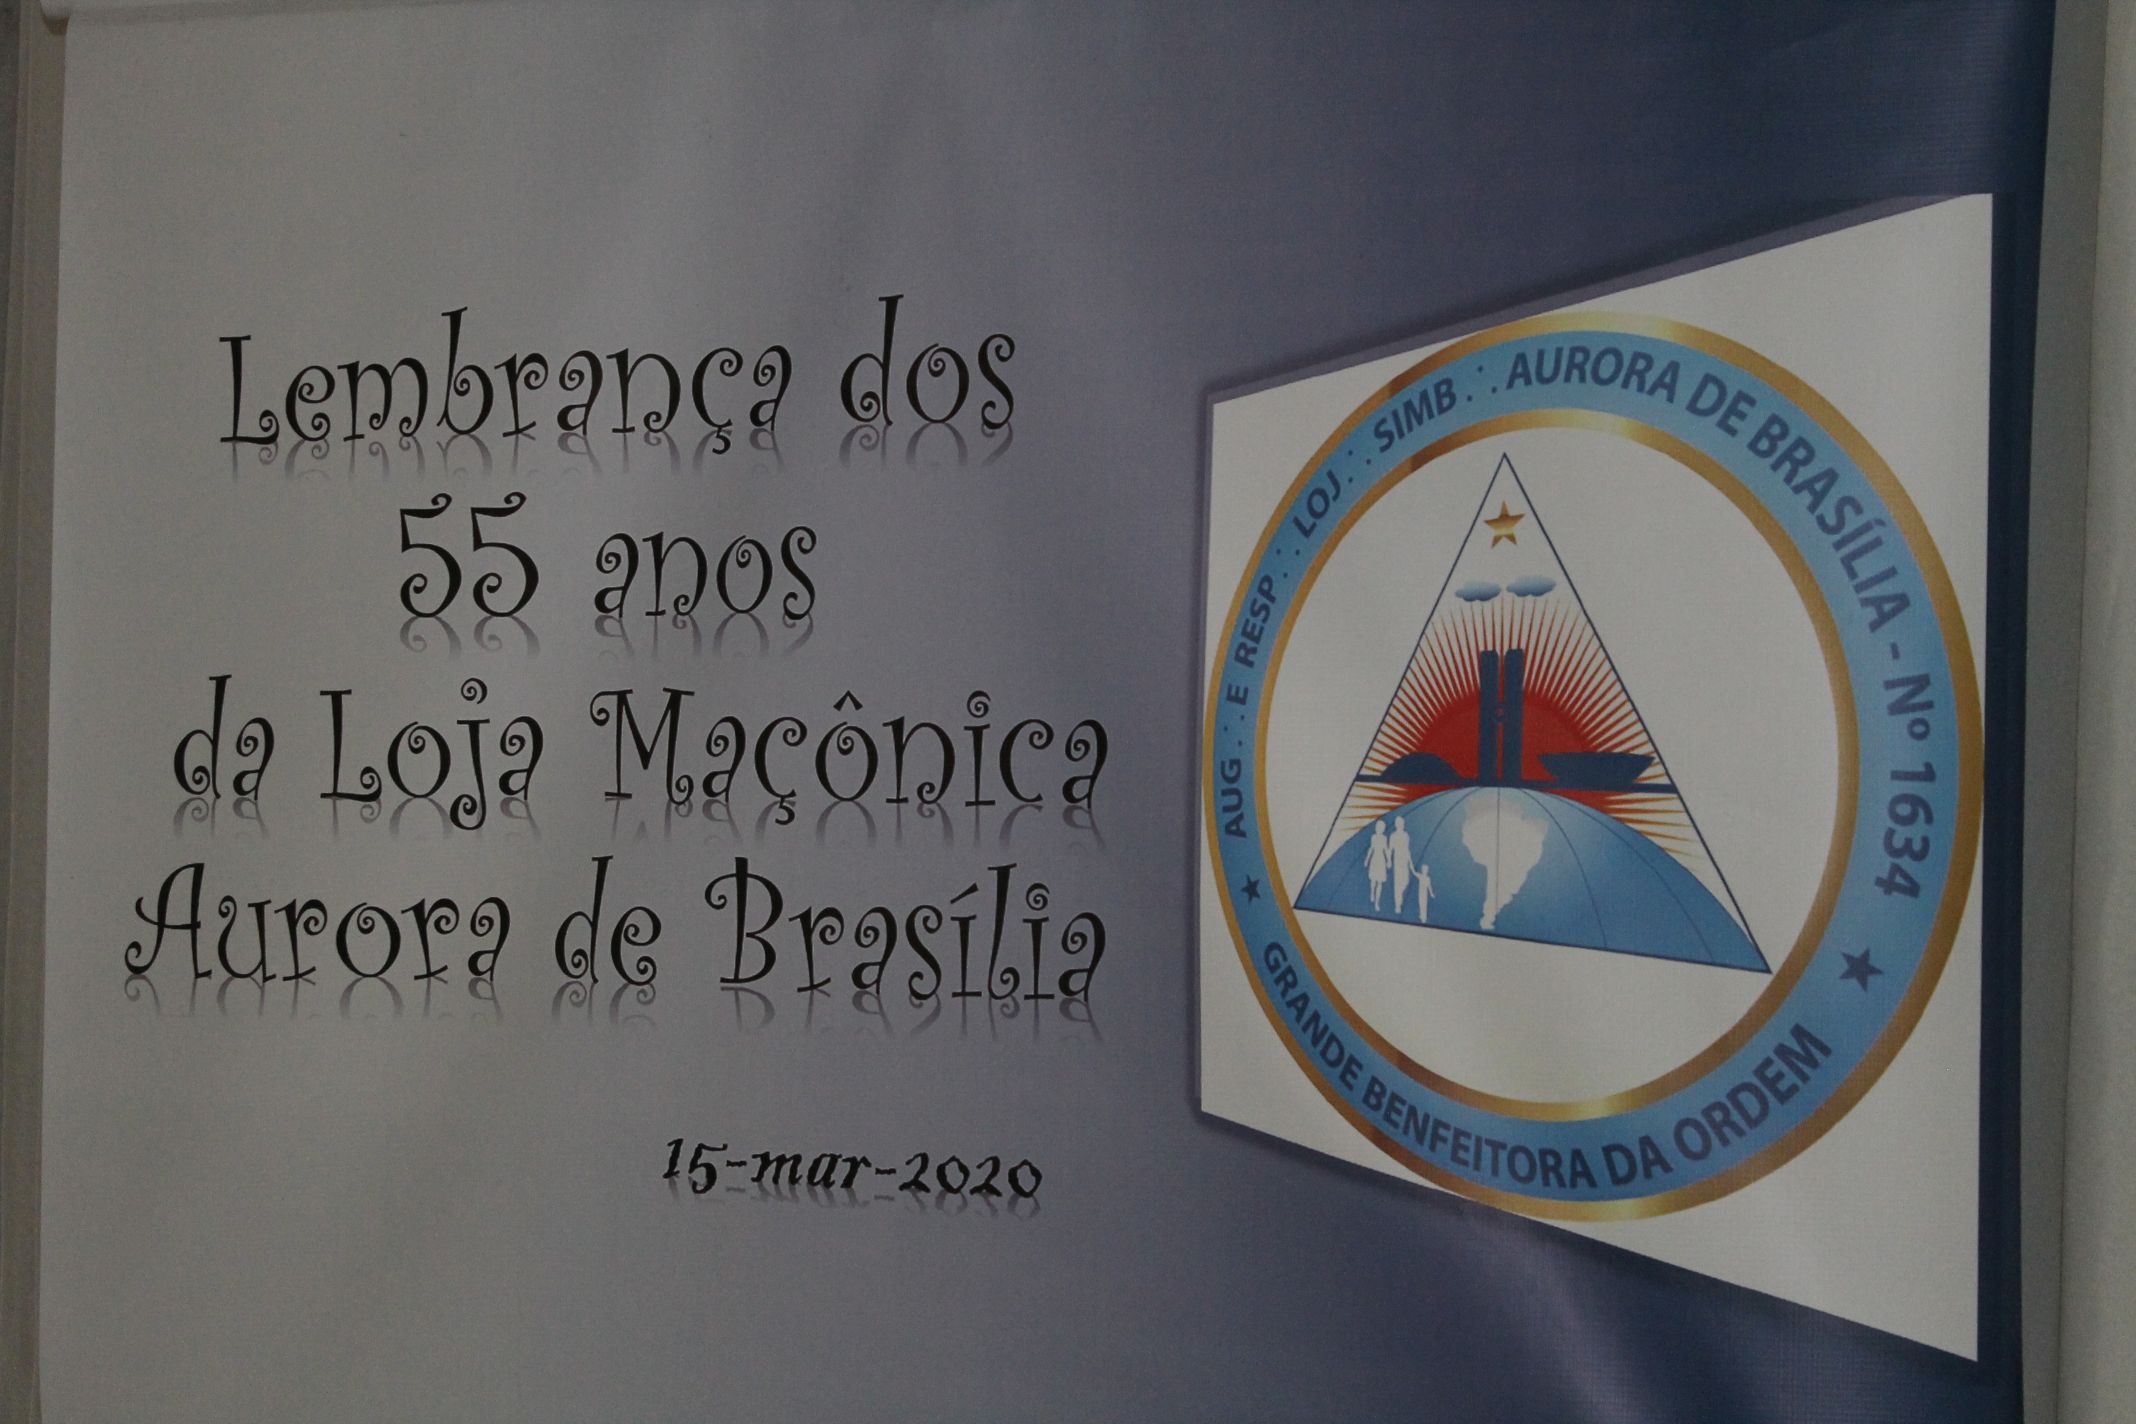 Lembrança dos
55 anos
da Loja Maçônica
Aurora de Brasília
15-mar-2020
★ AUG∴ E RESP∴ LOJ∴ SIMB∴ AURORA DE BRASÍLIA - Nº 1634 ★
GRANDE BENFEITORA DA ORDEM